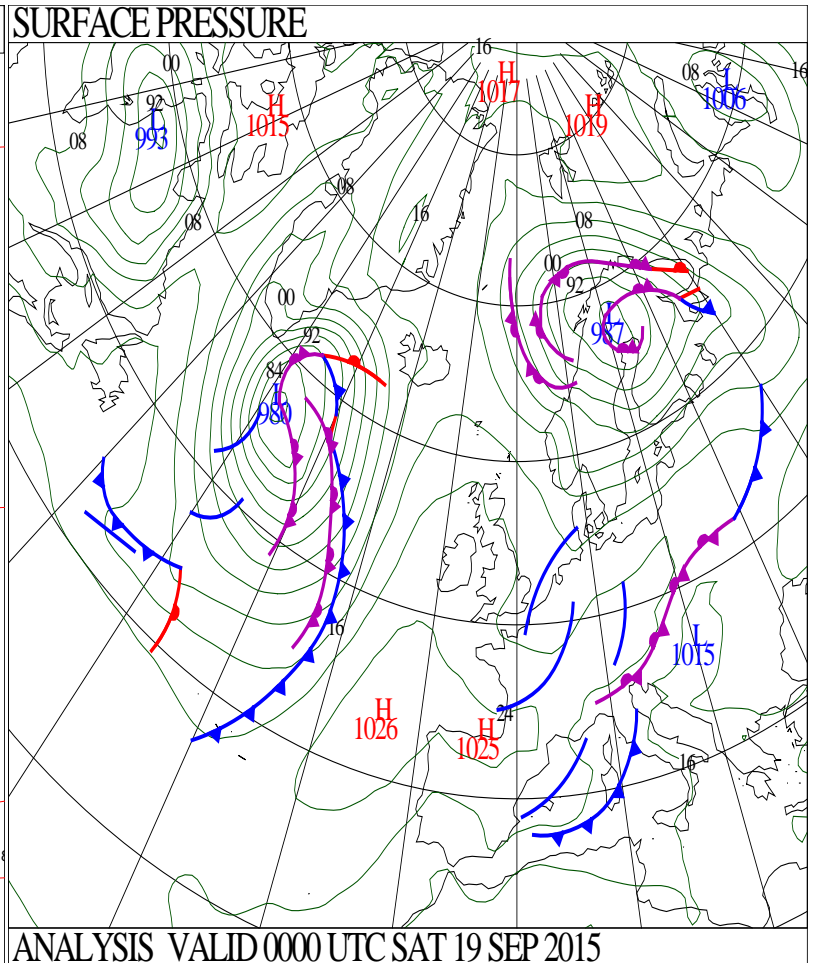 SURFACE PRESSURE
16
00
H
1017
08
L
1006
16
92
L
993
H
1015
H
1019
08
08
08
16
08
00
92
00
L
987
92
84
L
980
16
L
1015
H
1026
24
H
1025
16
ANALYSIS VALID 0000 UTC SAT 19 SEP 2015